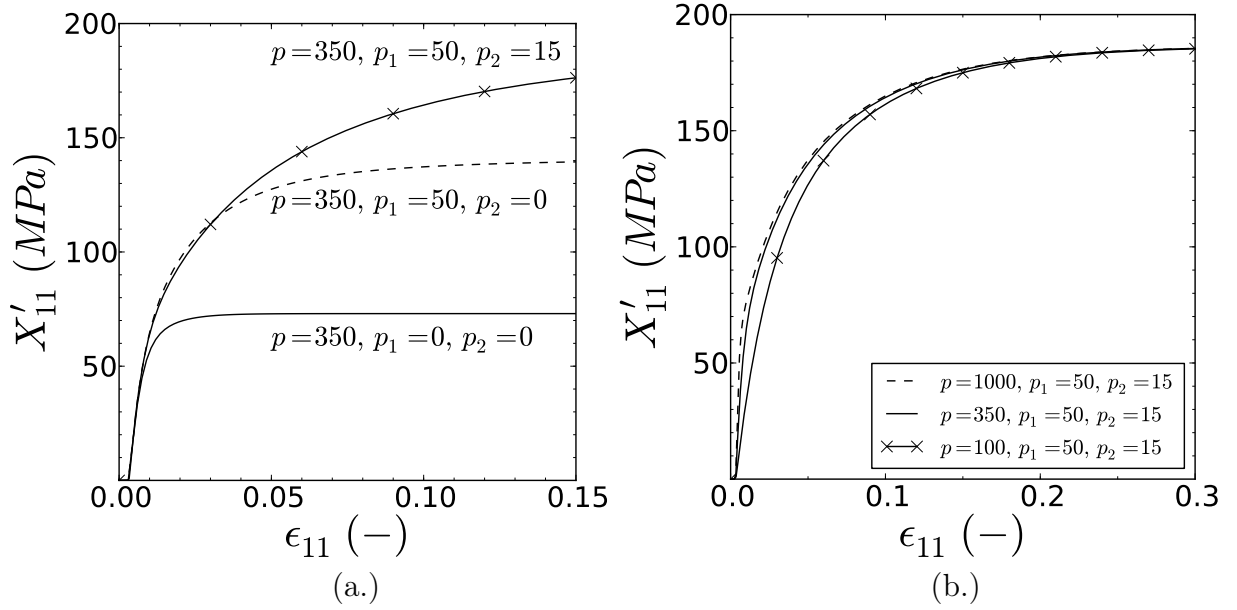 200
150
100
50
0.00
0.05
0.10
0.15
X′₁₁ (MPa)
ϵ₁₁ (−)
p=350, p₁=50, p₂=15
p=350, p₁=50, p₂=0
p=350, p₁=0, p₂=0
(a.)
200
150
100
50
0.0
0.1
0.2
0.3
X′₁₁ (MPa)
ϵ₁₁ (−)
p=1000, p₁=50, p₂=15
p=350, p₁=50, p₂=15
p=100, p₁=50, p₂=15
(b.)